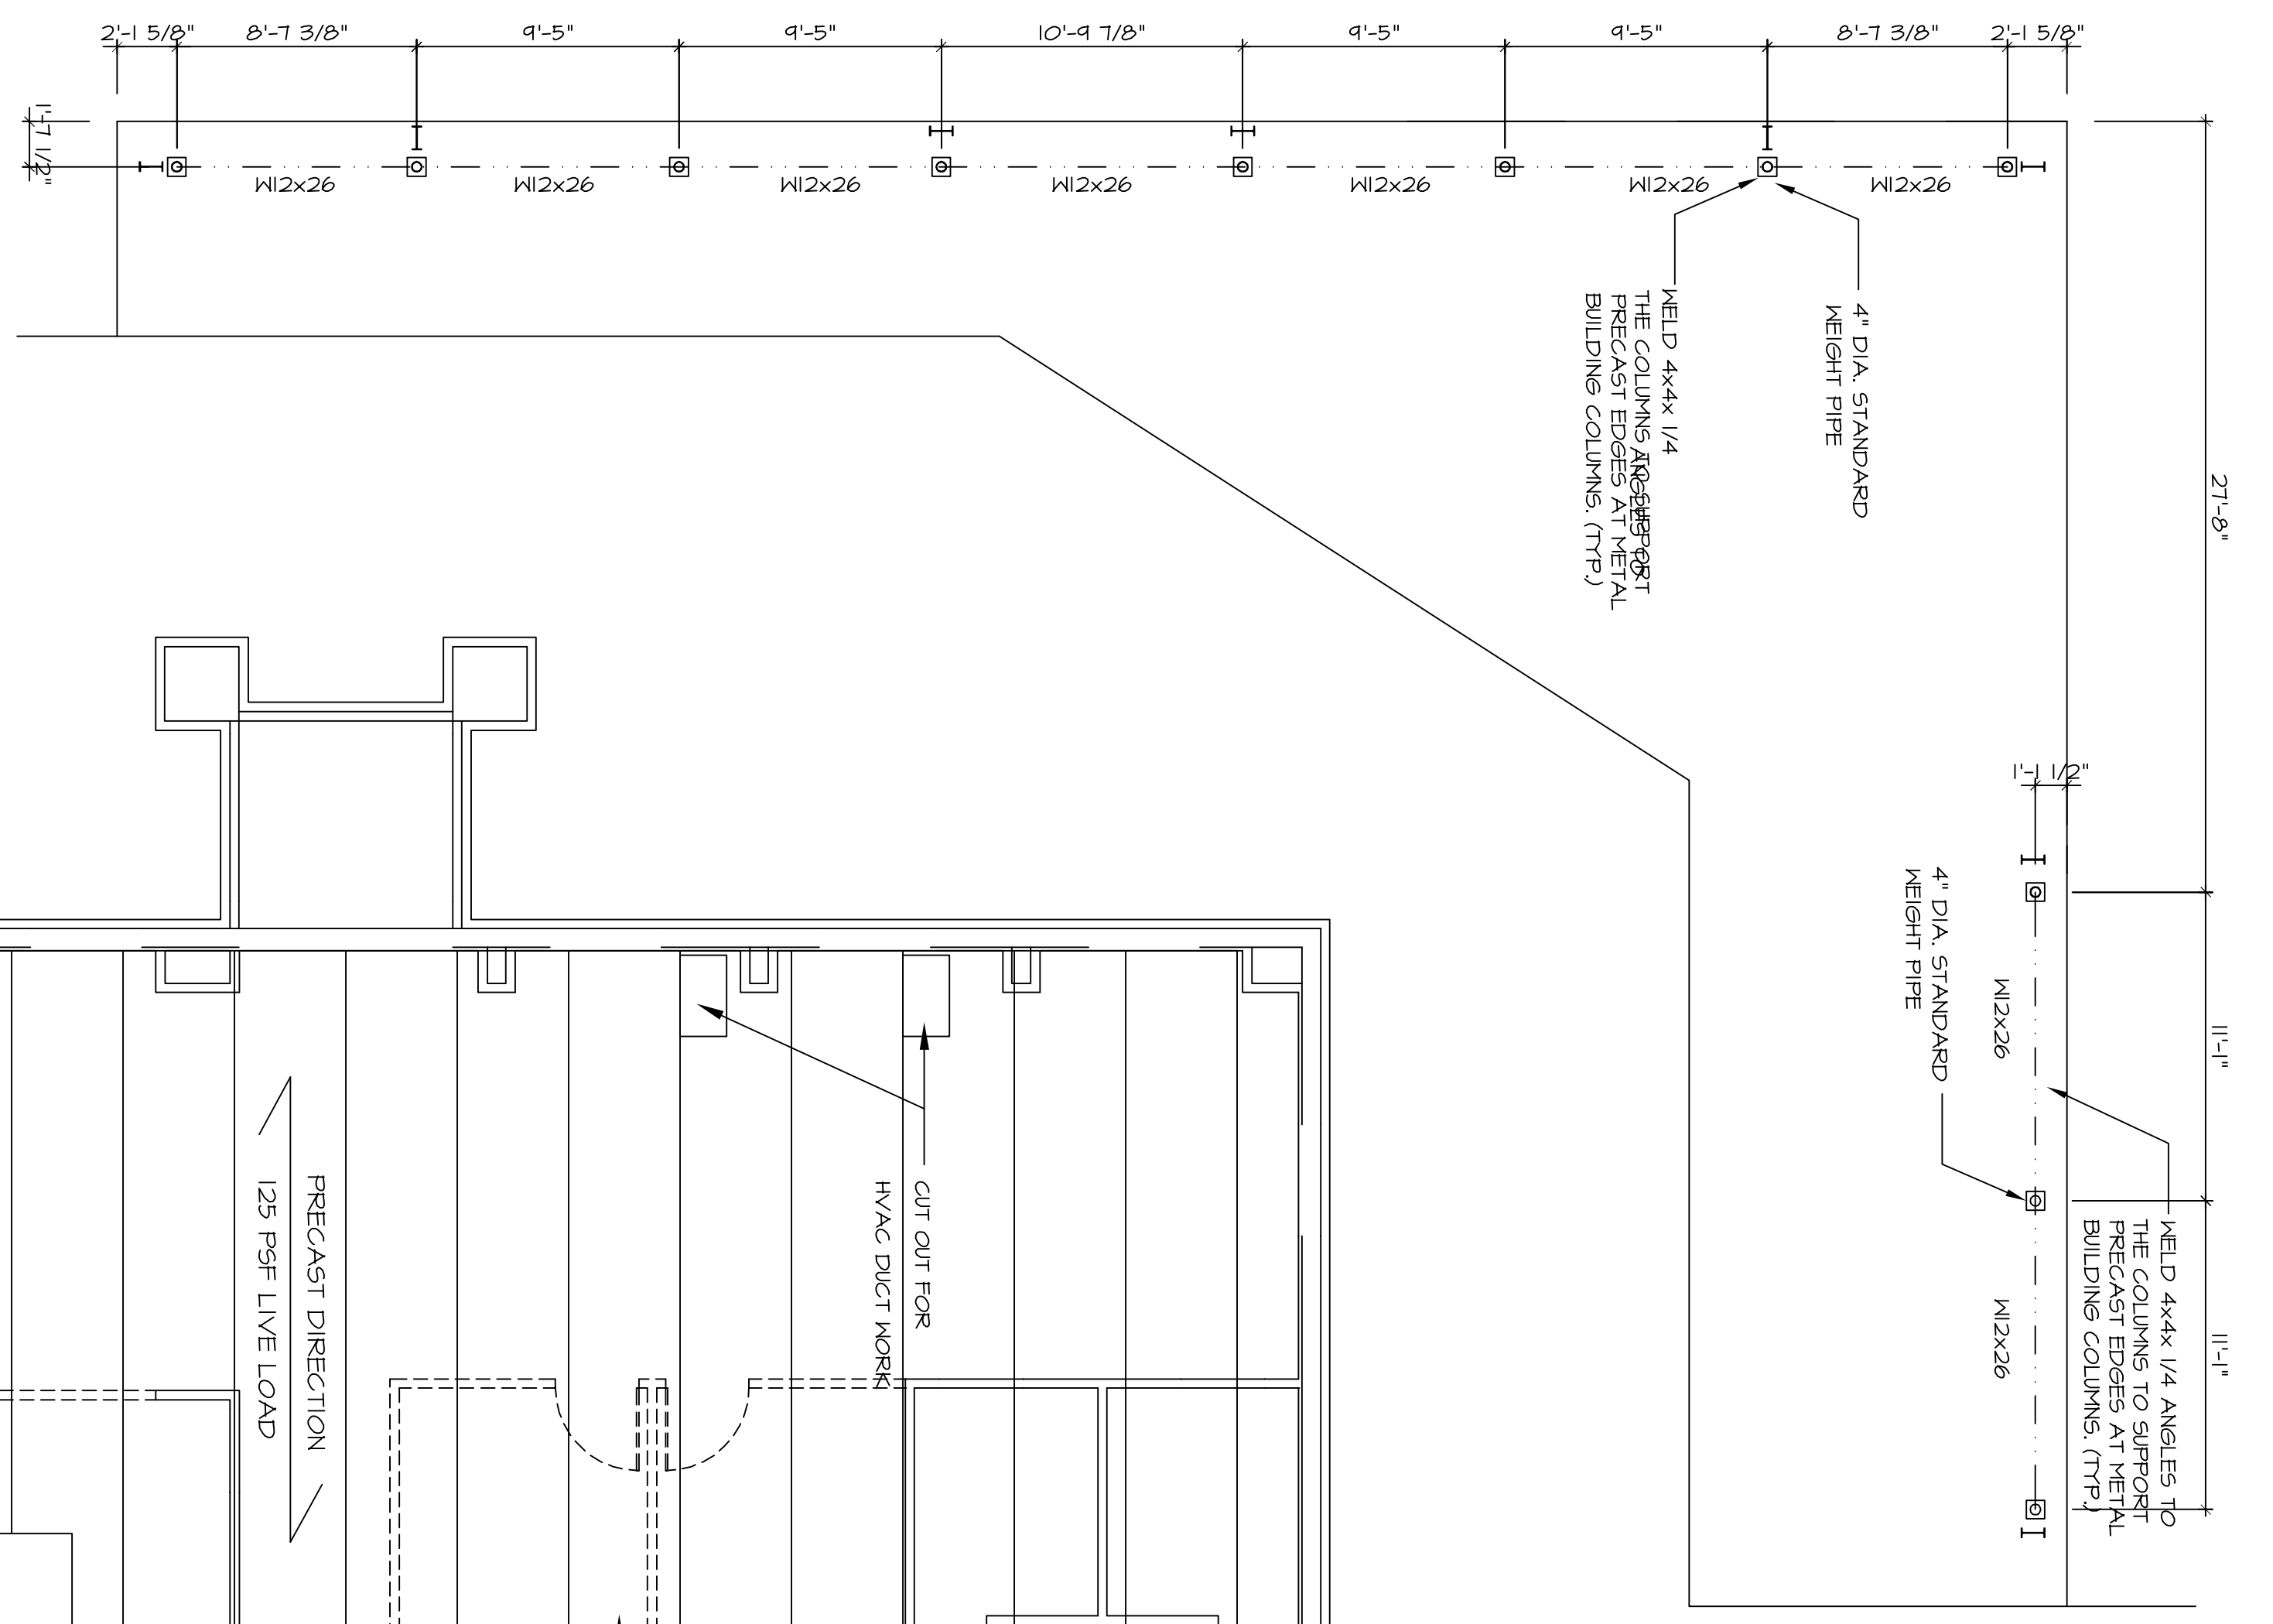 2'-1 5/8"
8'-7 3/8"
9'-5"
9'-5"
10'-9 7/8"
9'-5"
9'-5"
8'-7 3/8"
2'-1 5/8"
1'-7 1/2"
W12x26
W12x26
W12x26
W12x26
W12x26
W12x26
W12x26
WELD 4x4x 1/4
ANGLES TO
THE COLUMNS TO SUPPORT
PRECAST EDGES AT METAL
BUILDING COLUMNS. (TYP.)
4" DIA. STANDARD
WEIGHT PIPE
27'-8"
1'-1 1/2"
4" DIA. STANDARD
WEIGHT PIPE
W12x26
11'-1"
WELD 4x4x 1/4 ANGLES TO
THE COLUMNS TO SUPPORT
PRECAST EDGES AT METAL
BUILDING COLUMNS. (TYP.)
W12x26
11'-1"
CUT OUT FOR
HVAC DUCT WORK
PRECAST DIRECTION
125 PSF LIVE LOAD